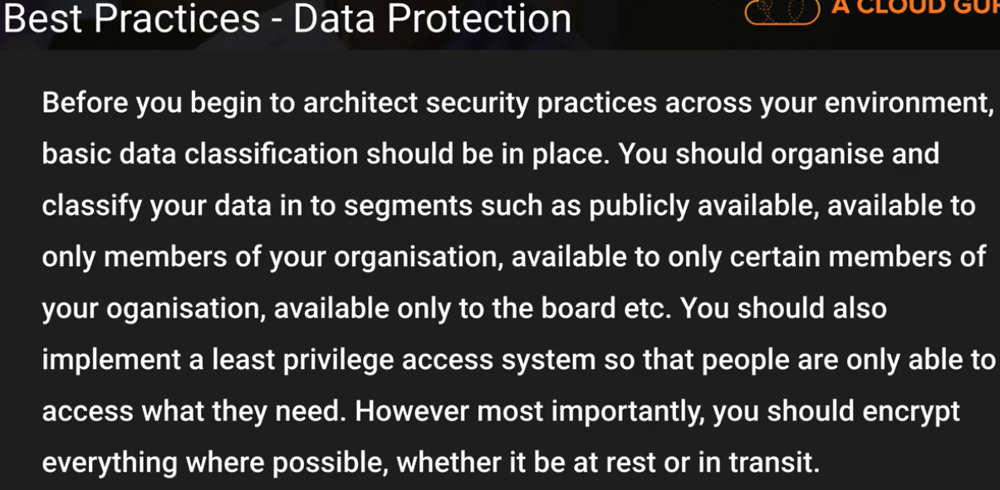 Best Practices - Data Protection
A CLOUD GUR
Before you begin to architect security practices across your environment,
basic data classification should be in place. You should organise and
classify your data in to segments such as publicly available, available to
only members of your organisation, available to only certain members of
your oganisation, available only to the board etc. You should also
implement a least privilege access system so that people are only able to
access what they need. However most importantly, you should encrypt
everything where possible, whether it be at rest or in transit.